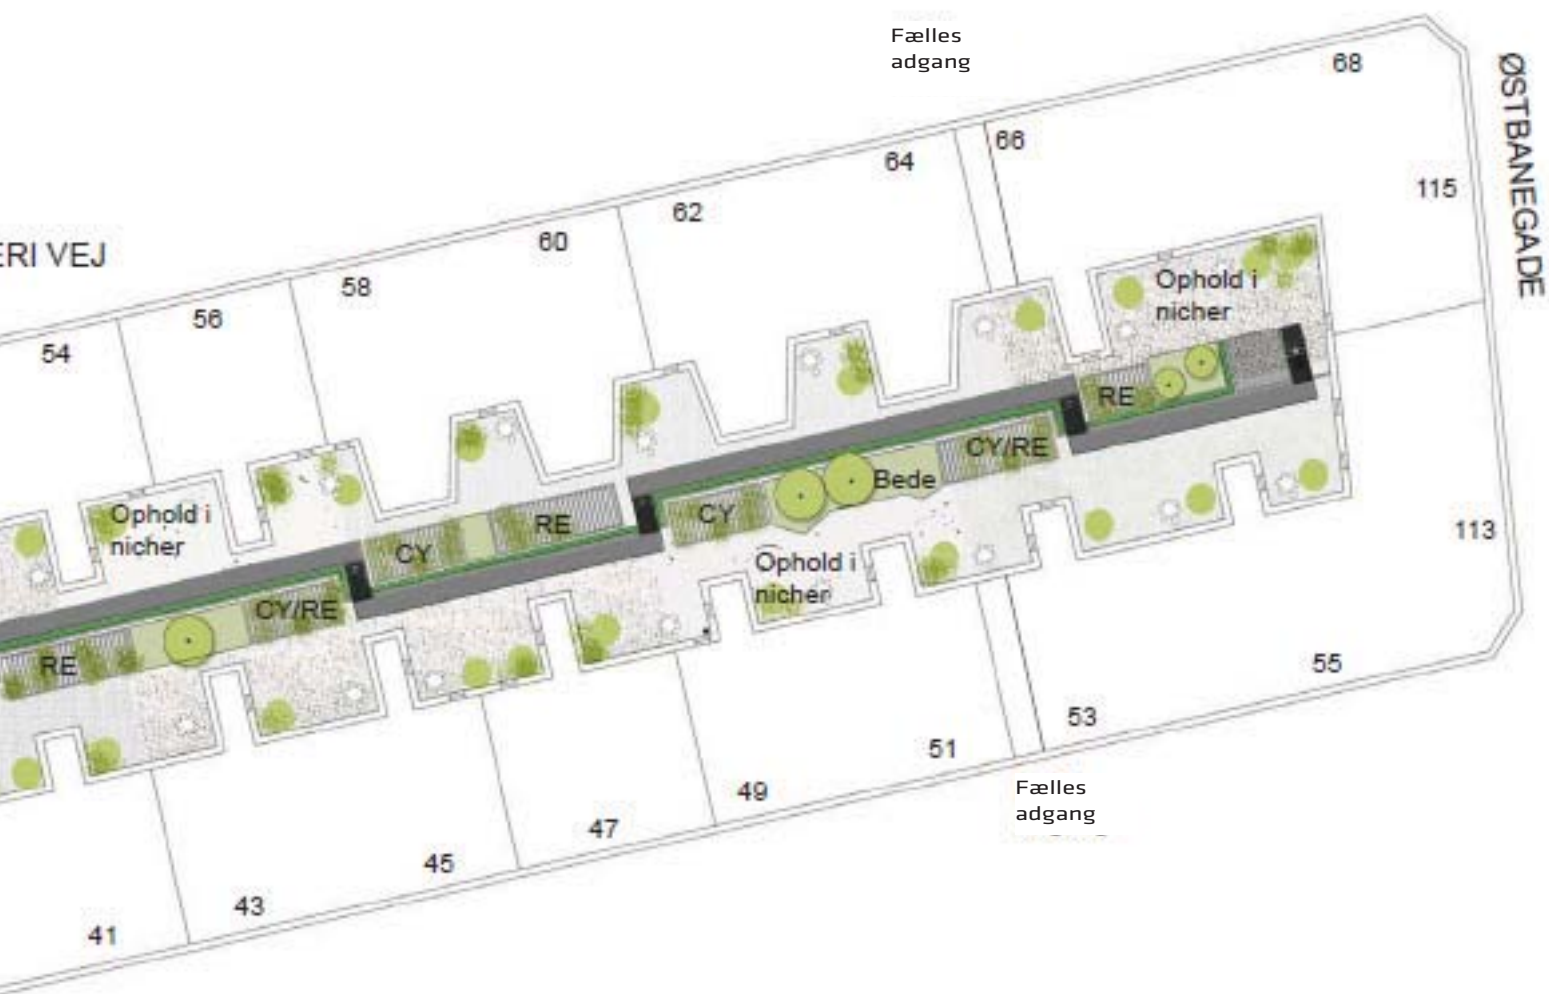 Fælles
adgang
68
ØSTBANEGADE
66
64
115
62
60
ERI VEJ
58
Ophold i
nicher
56
54
RE
CY/RE
Bede
CY
RE
Ophold i
nicher
CY
113
Ophold i
nicher
CY/RE
RE
55
53
51
Fælles
adgang
49
47
45
43
41